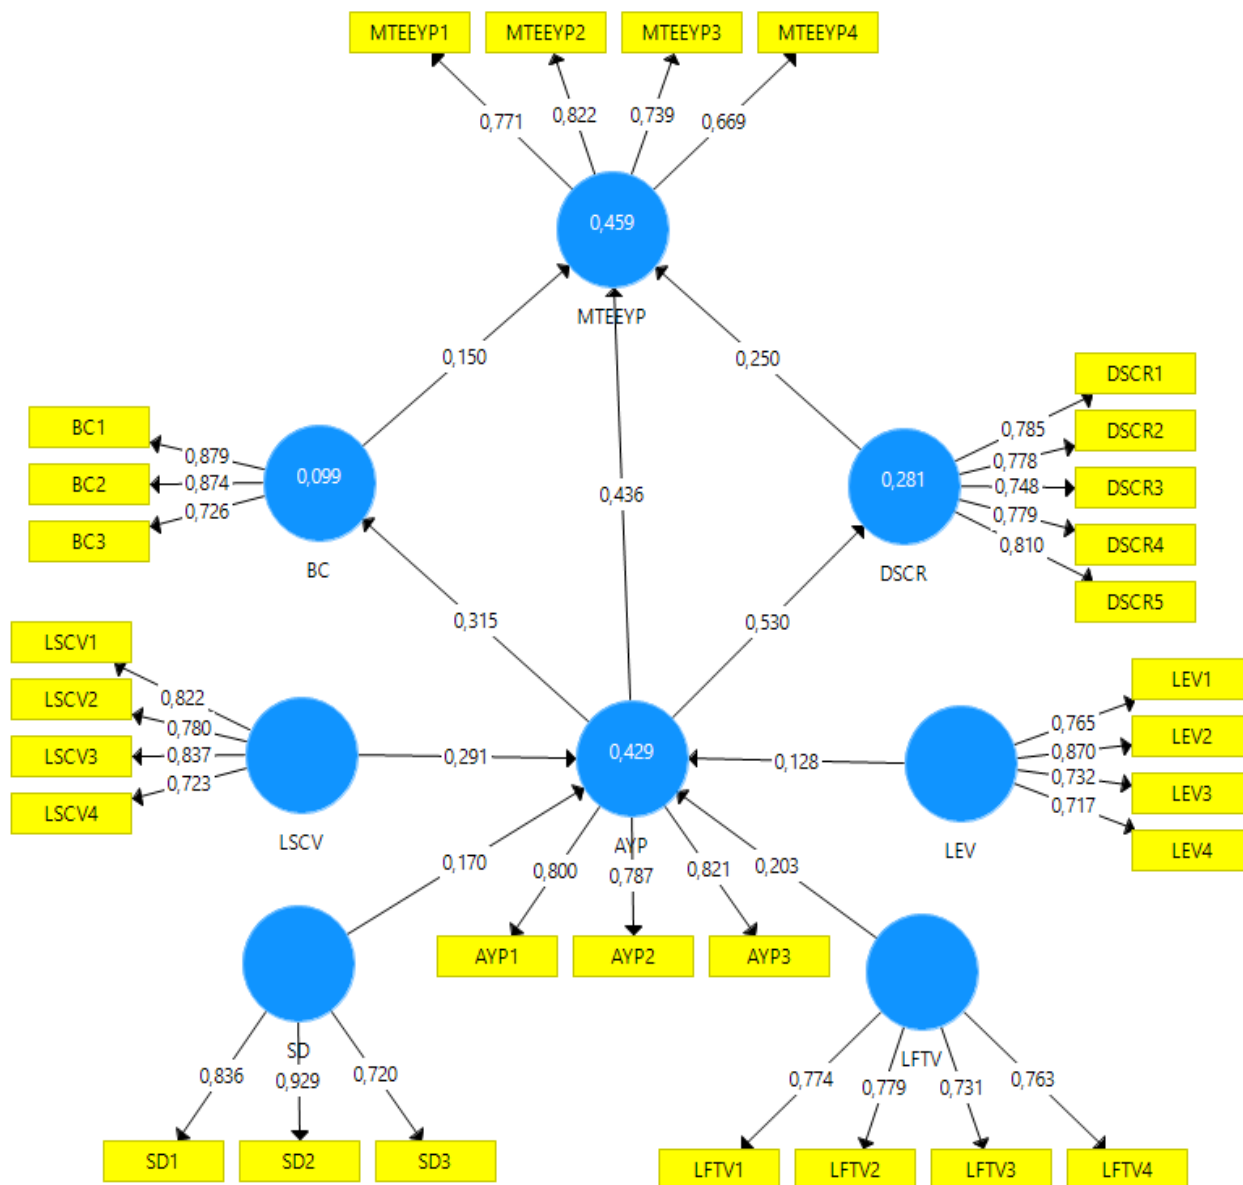 MTEEYP1
MTEEYP2
MTEEYP3
MTEEYP4
0,771
0,822
0,739
0,669
0,459
MTEEYP
0,150
0,250
0,436
BC1
BC2
BC3
0,879
0,874
0,726
0,099
BC
0,281
DSCR
0,785
0,778
0,748
0,779
0,810
DSCR1
DSCR2
DSCR3
DSCR4
DSCR5
0,315
0,530
LSCV1
LSCV2
LSCV3
LSCV4
0,822
0,780
0,837
0,723
LSCV
0,291
0,429
AYP
0,128
LEV
0,765
0,870
0,732
0,717
LEV1
LEV2
LEV3
LEV4
0,170
0,800
0,787
0,821
0,203
AYP1
AYP2
AYP3
SD
0,836
0,929
0,720
SD1
SD2
SD3
LFTV
0,774
0,779
0,731
0,763
LFTV1
LFTV2
LFTV3
LFTV4